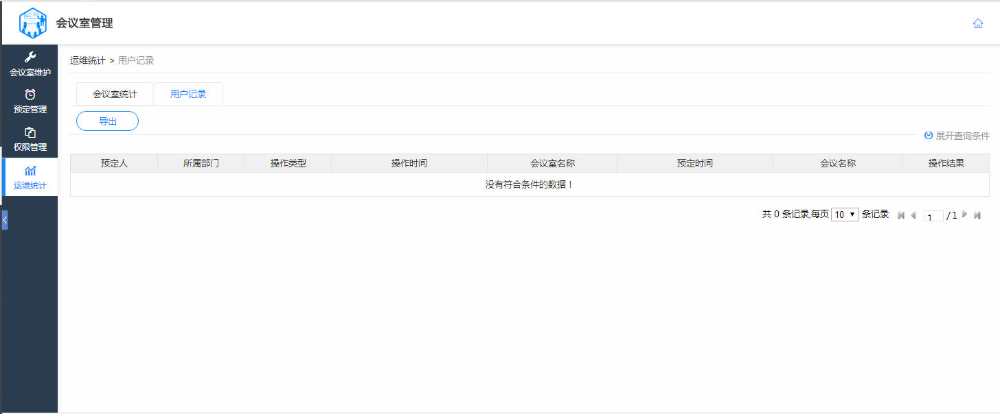 会议室管理
会议室维护
预定管理
权限管理
运维统计
运维统计 > 用户记录
会议室统计 用户记录
导出
展开查询条件
预定人 所属部门 操作类型 操作时间 会议室名称 预定时间 会议名称 操作结果
没有符合条件的数据！
共 0 条记录,每页 10 条记录 1 / 1